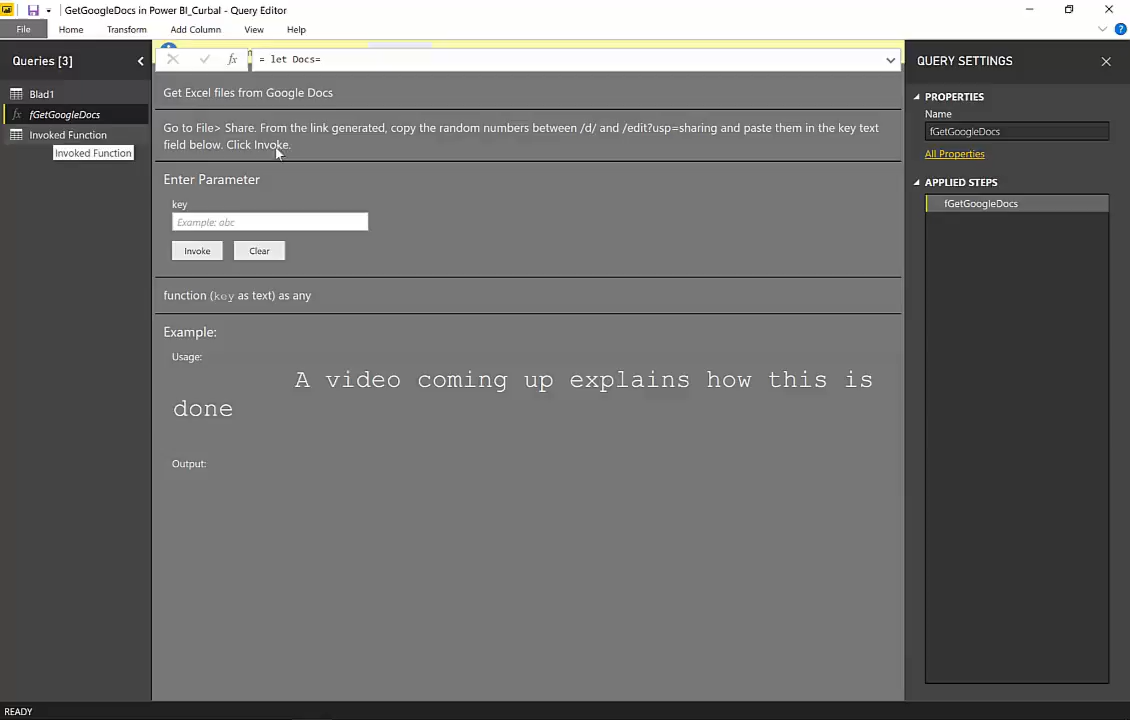 GetGoogleDocs in Power BI_Curbal - Query Editor
File Home Transform Add Column View Help
Queries [3]
= let Docs=
QUERY SETTINGS
Blad1
fGetGoogleDocs
Invoked Function
Invoked Function
Get Excel files from Google Docs
Go to File> Share. From the link generated, copy the random numbers between /d/ and /edit?usp=sharing and paste them in the key text
field below. Click Invoke.
Enter Parameter
key
Example: abc
Invoke Clear
function (key as text) as any
Example:
Usage:
A video coming up explains how this is
done
Output:
PROPERTIES
Name
fGetGoogleDocs
All Properties
APPLIED STEPS
fGetGoogleDocs
READY